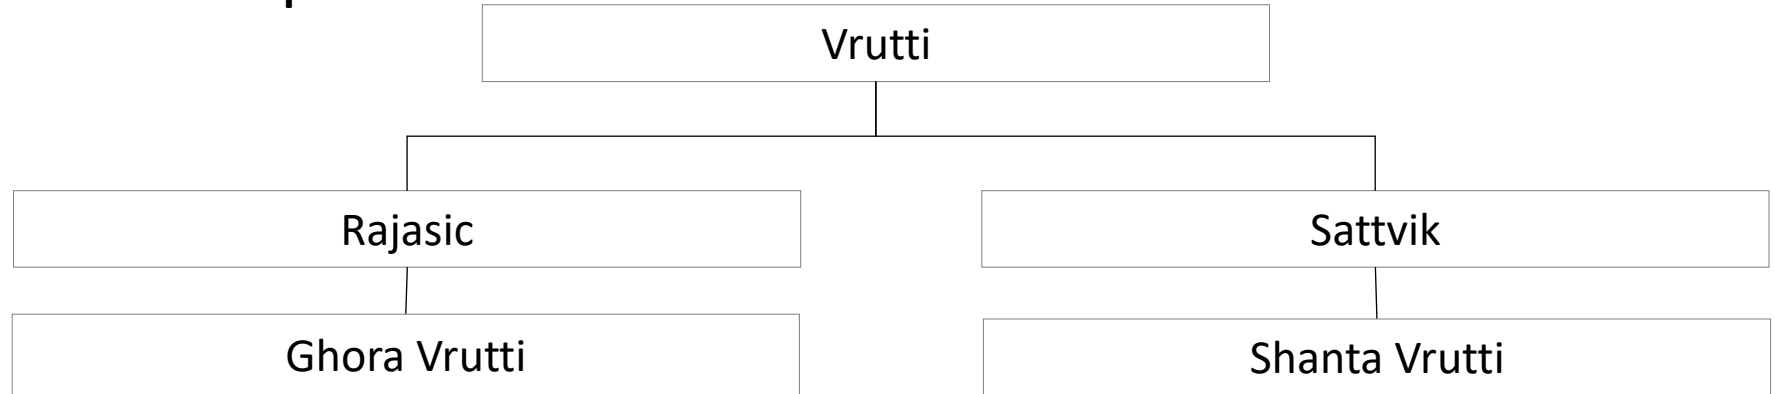 Vrutti
Rajasic
Sattvik
Ghora Vrutti
Shanta Vrutti